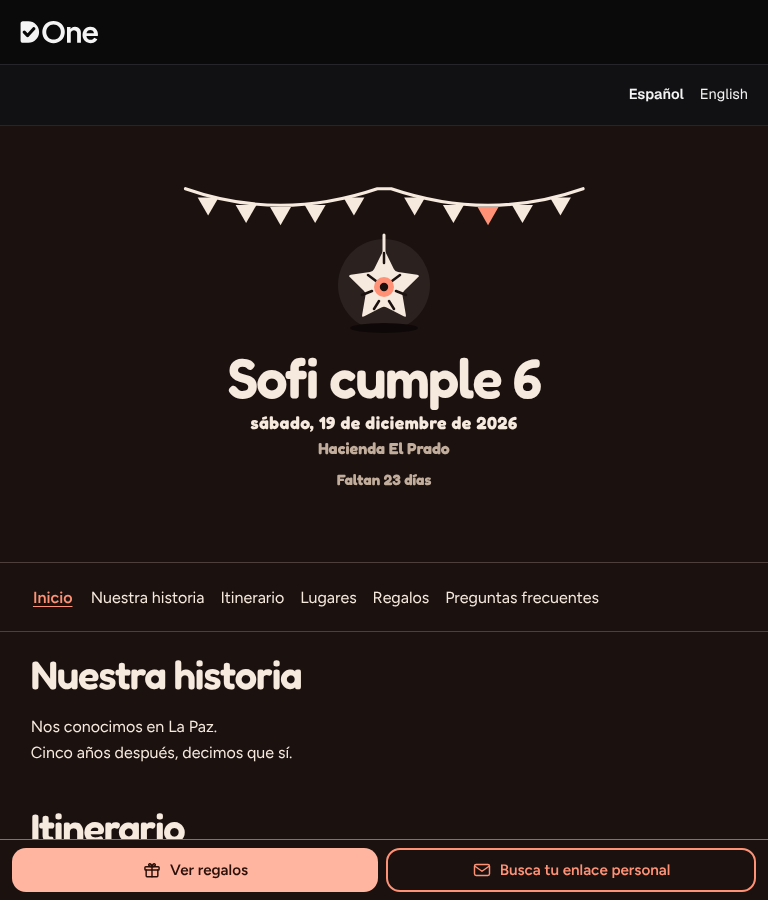 One
Español English
Sofi cumple 6
sábado, 19 de diciembre de 2026
Hacienda El Prado
Faltan 23 días
Inicio Nuestra historia Itinerario Lugares Regalos Preguntas frecuentes
Nuestra historia
Nos conocimos en La Paz.
Cinco años después, decimos que sí.
Itinerario
Ver regalos Busca tu enlace personal